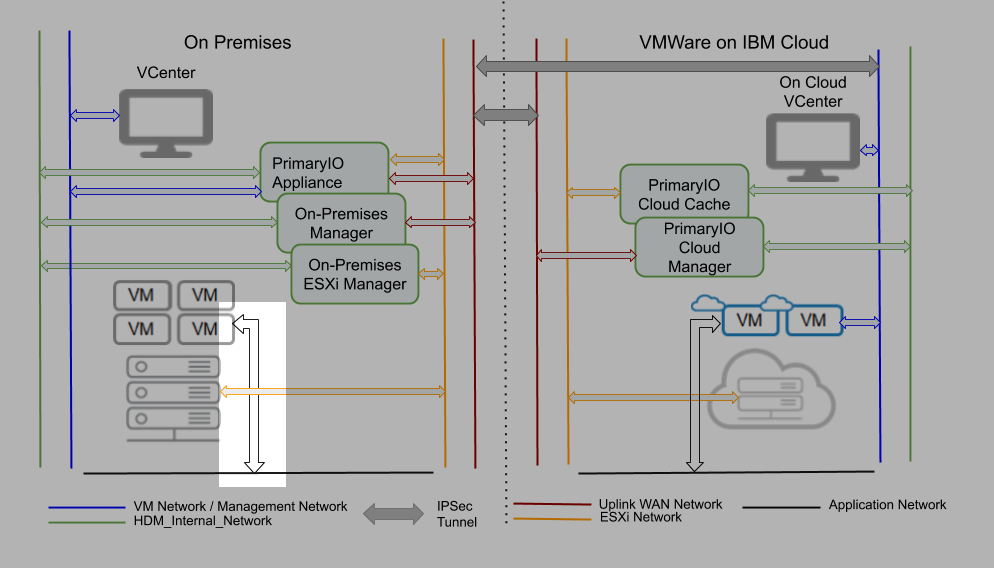 On Premises
VMWare on IBM Cloud
VCenter
On Cloud
VCenter
PrimaryIO
Appliance
On-Premises
Manager
On-Premises
ESXi Manager
PrimaryIO
Cloud Cache
PrimaryIO
Cloud
Manager
VM VM
VM VM
VM VM
VM Network / Management Network
HDM_Internal_Network
IPSec
Tunnel
Uplink WAN Network
ESXi Network
Application Network